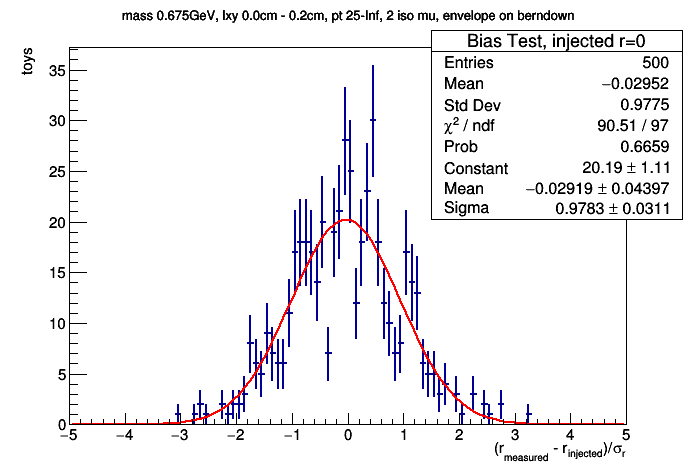 mass 0.675GeV, lxy 0.0cm - 0.2cm, pt 25-Inf, 2 iso mu, envelope on berndown
Bias Test, injected r=0
Entries 500
Mean −0.02952
Std Dev 0.9775
χ² / ndf 90.51 / 97
Prob 0.6659
Constant 20.19 ± 1.11
Mean −0.02919 ± 0.04397
Sigma 0.9783 ± 0.0311
toys
35
30
25
20
15
10
5
0
−5 −4 −3 −2 −1 0 1 2 3 4 5
(r_measured - r_injected)/σ_r